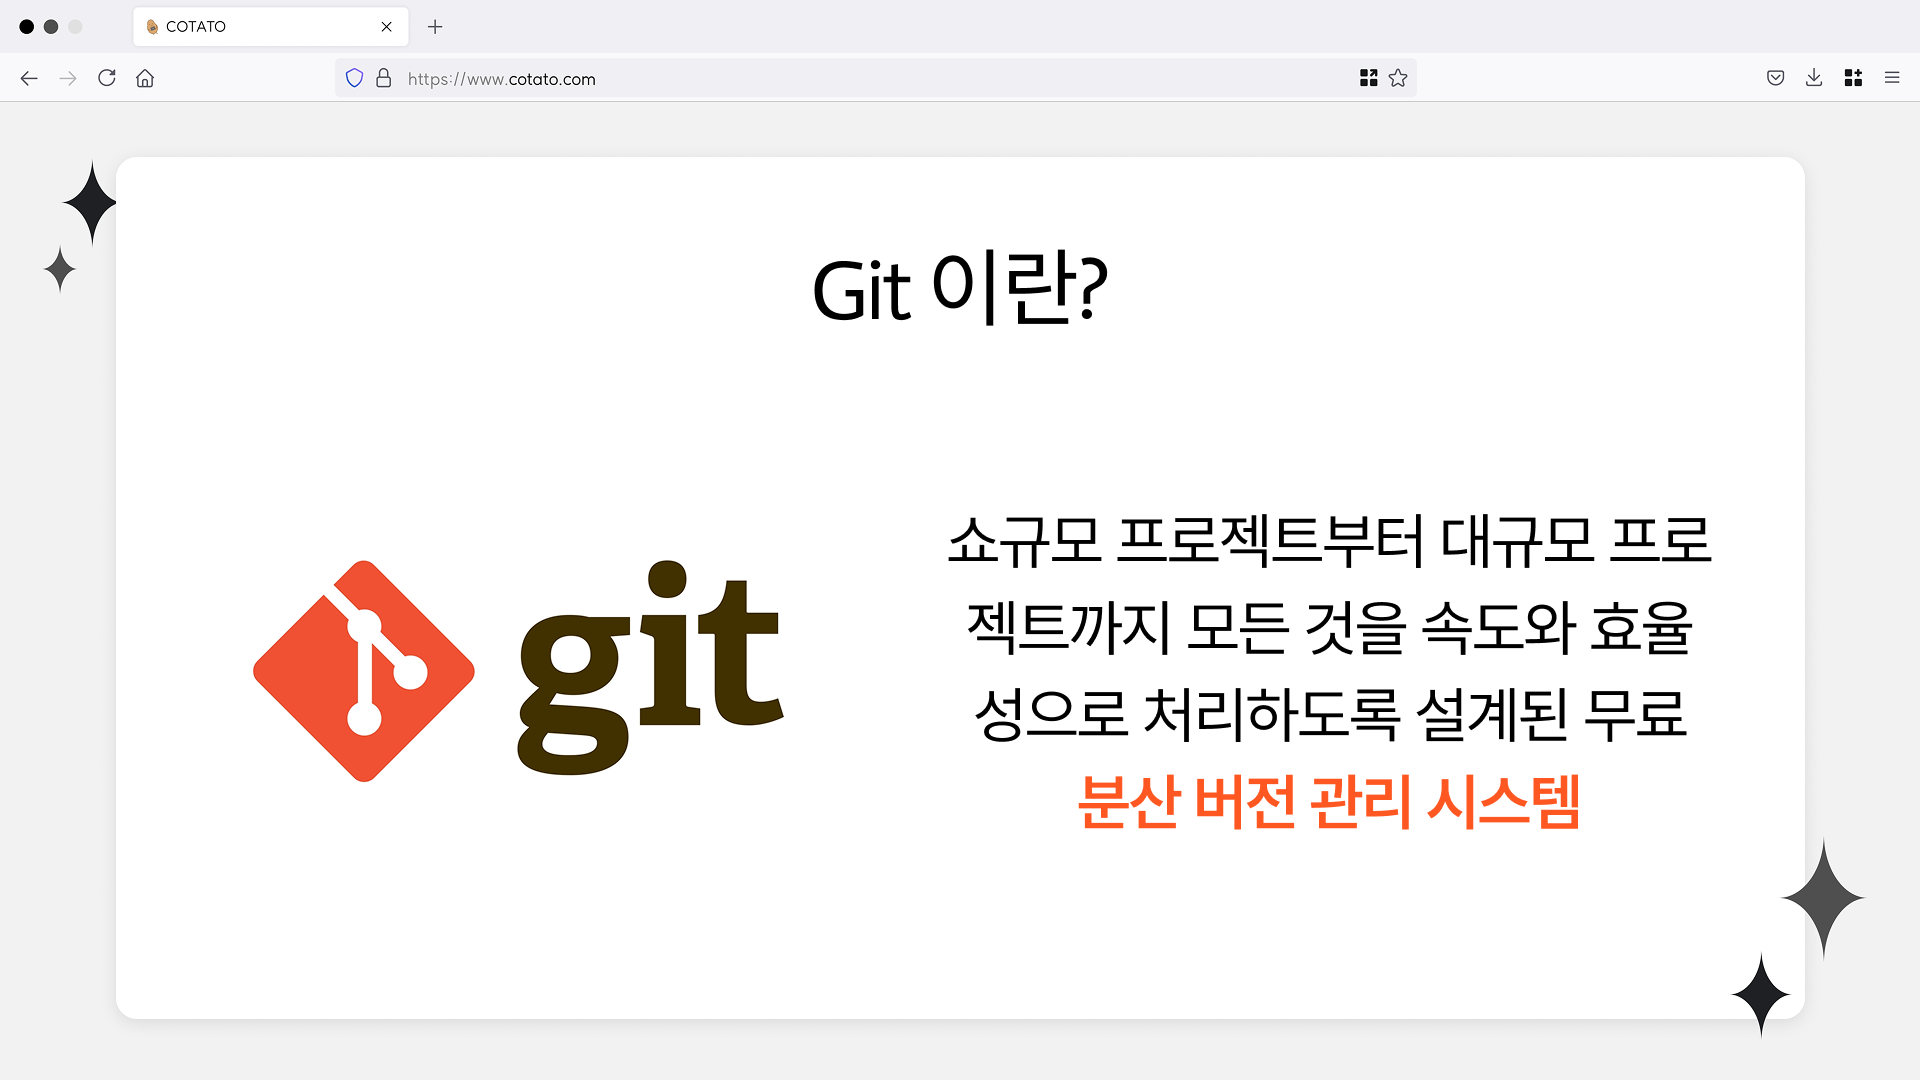 COTATO
https://www.cotato.com
Git 이란?
git
쇼규모 프로젝트부터 대규모 프로
젝트까지 모든 것을 속도와 효율
성으로 처리하도록 설계된 무료
분산 버전 관리 시스템